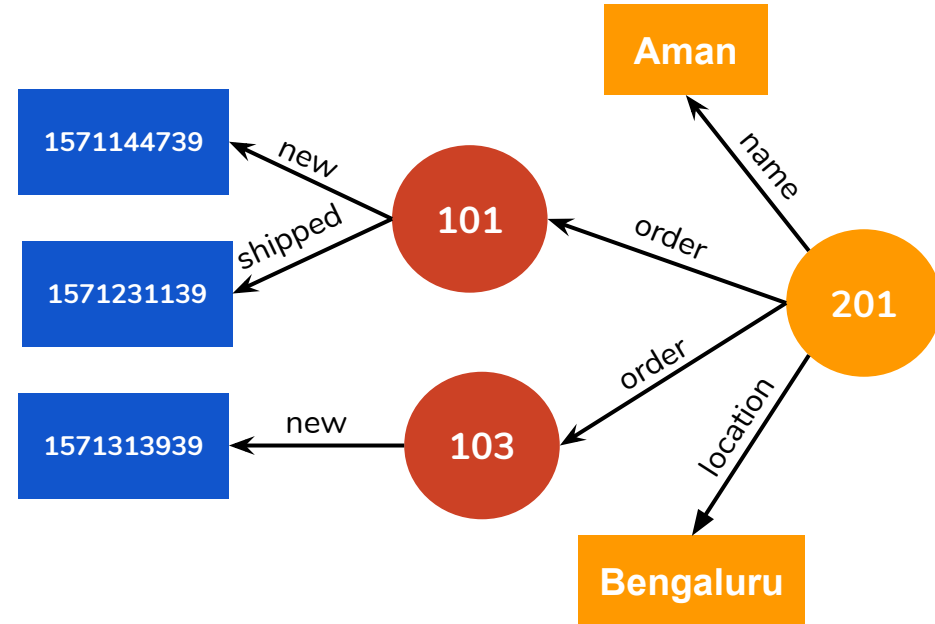 Aman
1571144739
new
name
101
shipped
order
1571231139
201
order
location
1571313939
new
103
Bengaluru